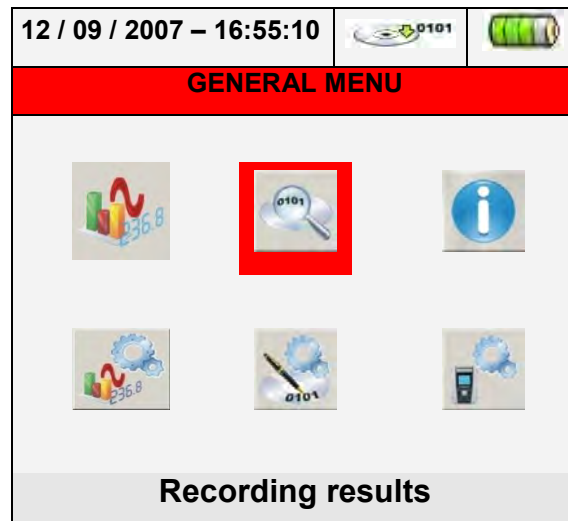 12 / 09 / 2007 – 16:55:10
0101
GENERAL MENU
236.8
0101
236.8
0101
Recording results